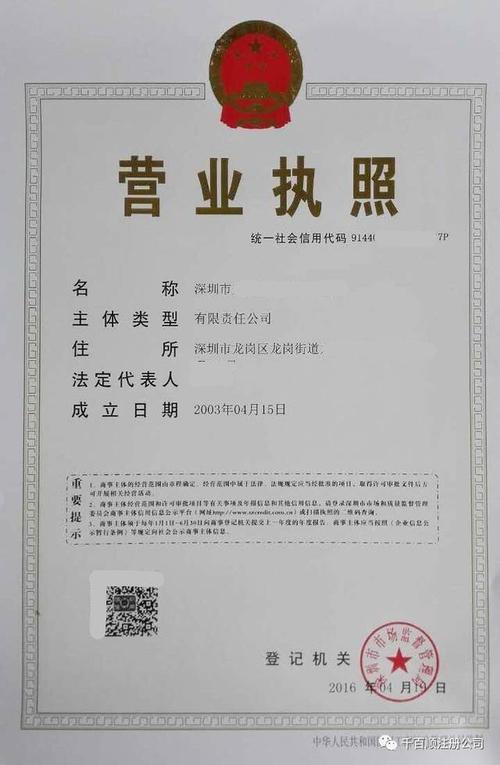 营业执照
统一社会信用代码 9144 7P
名 称 深圳市
主体类型 有限责任公司
住 所 深圳市龙岗区龙岗街道
法定代表人
成立日期 2003年04月15日
重要提示
1、商事主体的经营范围由章程确定。经营范围中属于法律、法规规定应当经批准的项目,取得许可审批文件后方
可开展相关经营活动。
2、商事主体经营范围和许可审批项目等有关事项及年报信息和其他信用信息,请登录深圳市市场和质量监督管理
委员会商事主体信用信息公示平台(网址http://www.szcredit.com.cn)或扫描执照的二维码查询。
3、商事主体须于每年1月1日-6月30日向商事登记机关提交上一年度的年度报告。商事主体应当按照《企业信息公
示暂行条例》等规定向社会公示商事主体信息。
深圳市市场监督管理局
登记机关
2016 年 04 月 19 日
中华人民共和国
千百顺注册公司